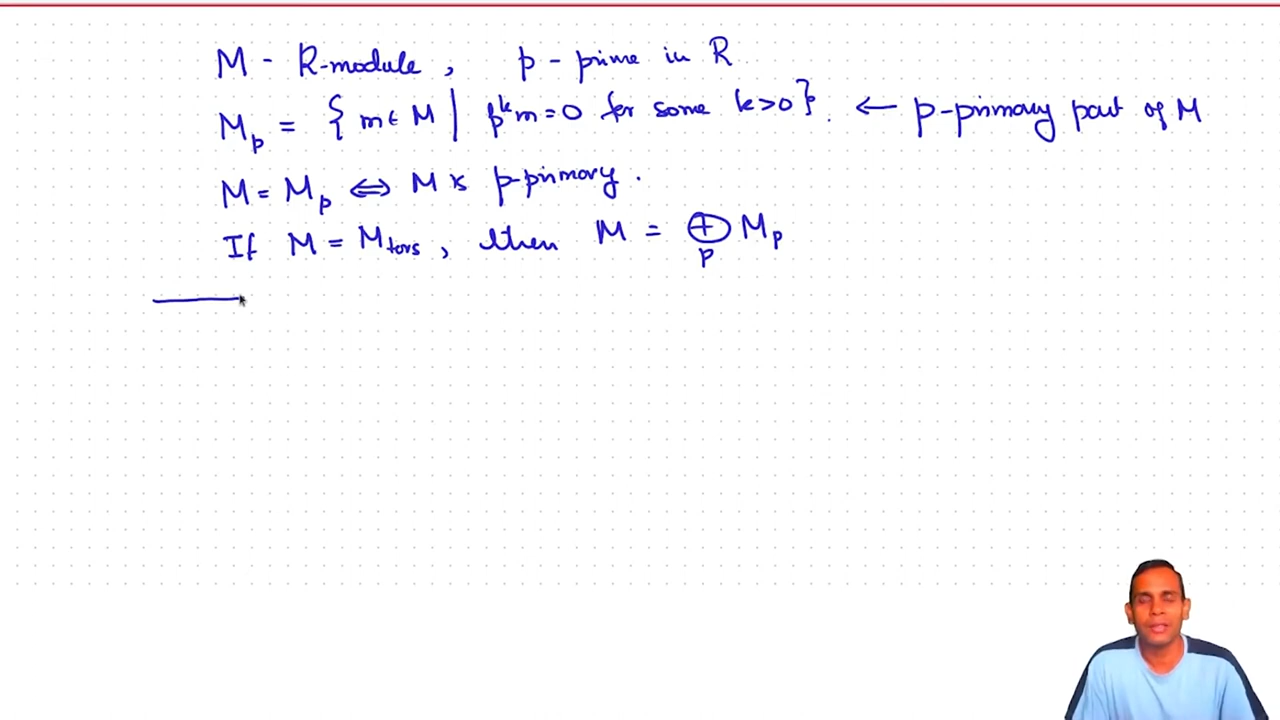 M - R-module, p - prime in R
M_p = { m ∈ M | p^k m = 0 for some k > 0 }. ← p-primary part of M
M = M_p ⇔ M is p-primary.
If M = M_tors, then M = ⊕_p M_p